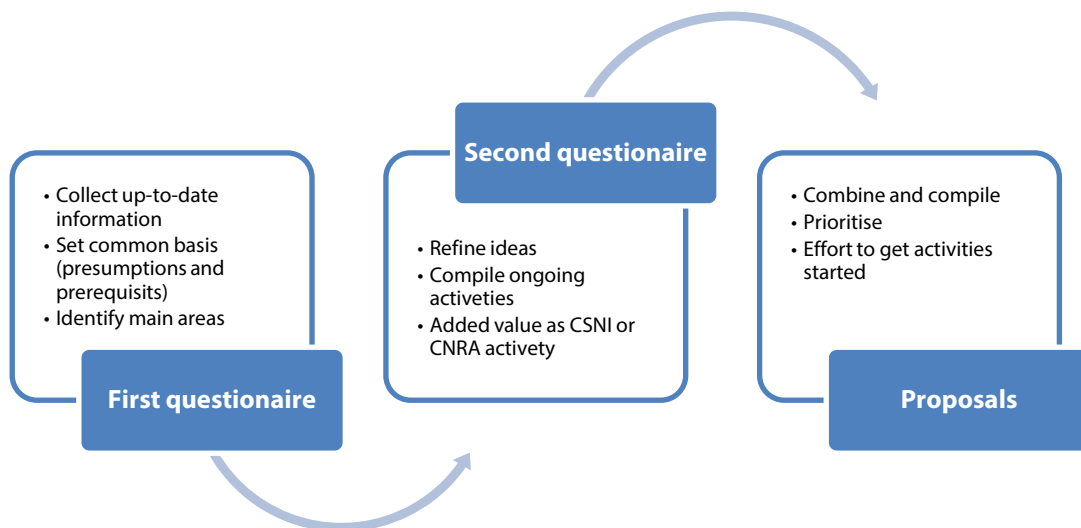 • Collect up-to-date
information
• Set common basis
(presumptions and
prerequisits)
• Identify main areas
First questionaire
Second questionaire
• Refine ideas
• Compile ongoing
activeties
• Added value as CSNI or
CNRA activety
• Combine and compile
• Prioritise
• Effort to get activities
started
Proposals